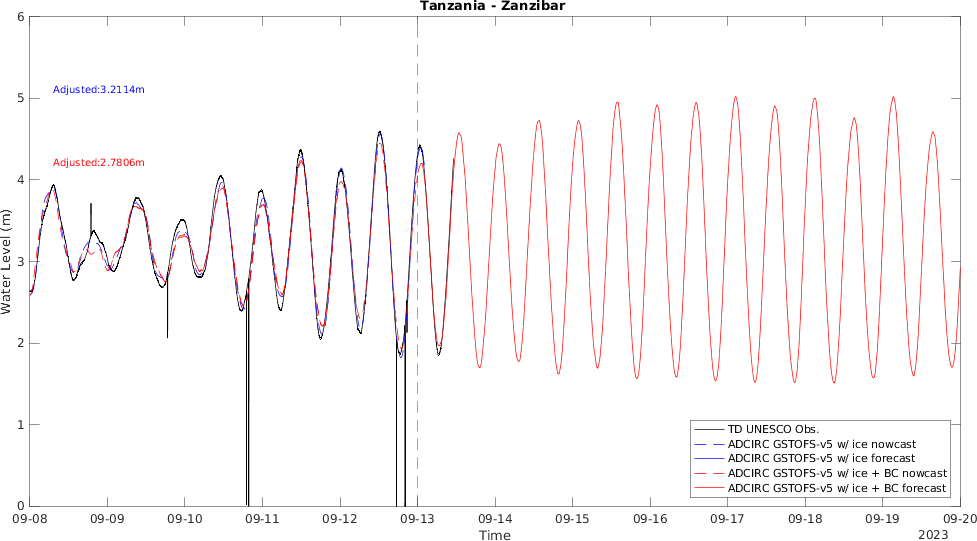 Tanzania - Zanzibar
6
5
4
3
2
1
0
Water Level (m)
Adjusted:3.2114m
Adjusted:2.7806m
TD UNESCO Obs.
ADCIRC GSTOFS-v5 w/ ice nowcast
ADCIRC GSTOFS-v5 w/ ice forecast
ADCIRC GSTOFS-v5 w/ ice + BC nowcast
ADCIRC GSTOFS-v5 w/ ice + BC forecast
09-08 09-09 09-10 09-11 09-12 09-13 09-14 09-15 09-16 09-17 09-18 09-19 09-20
Time
2023